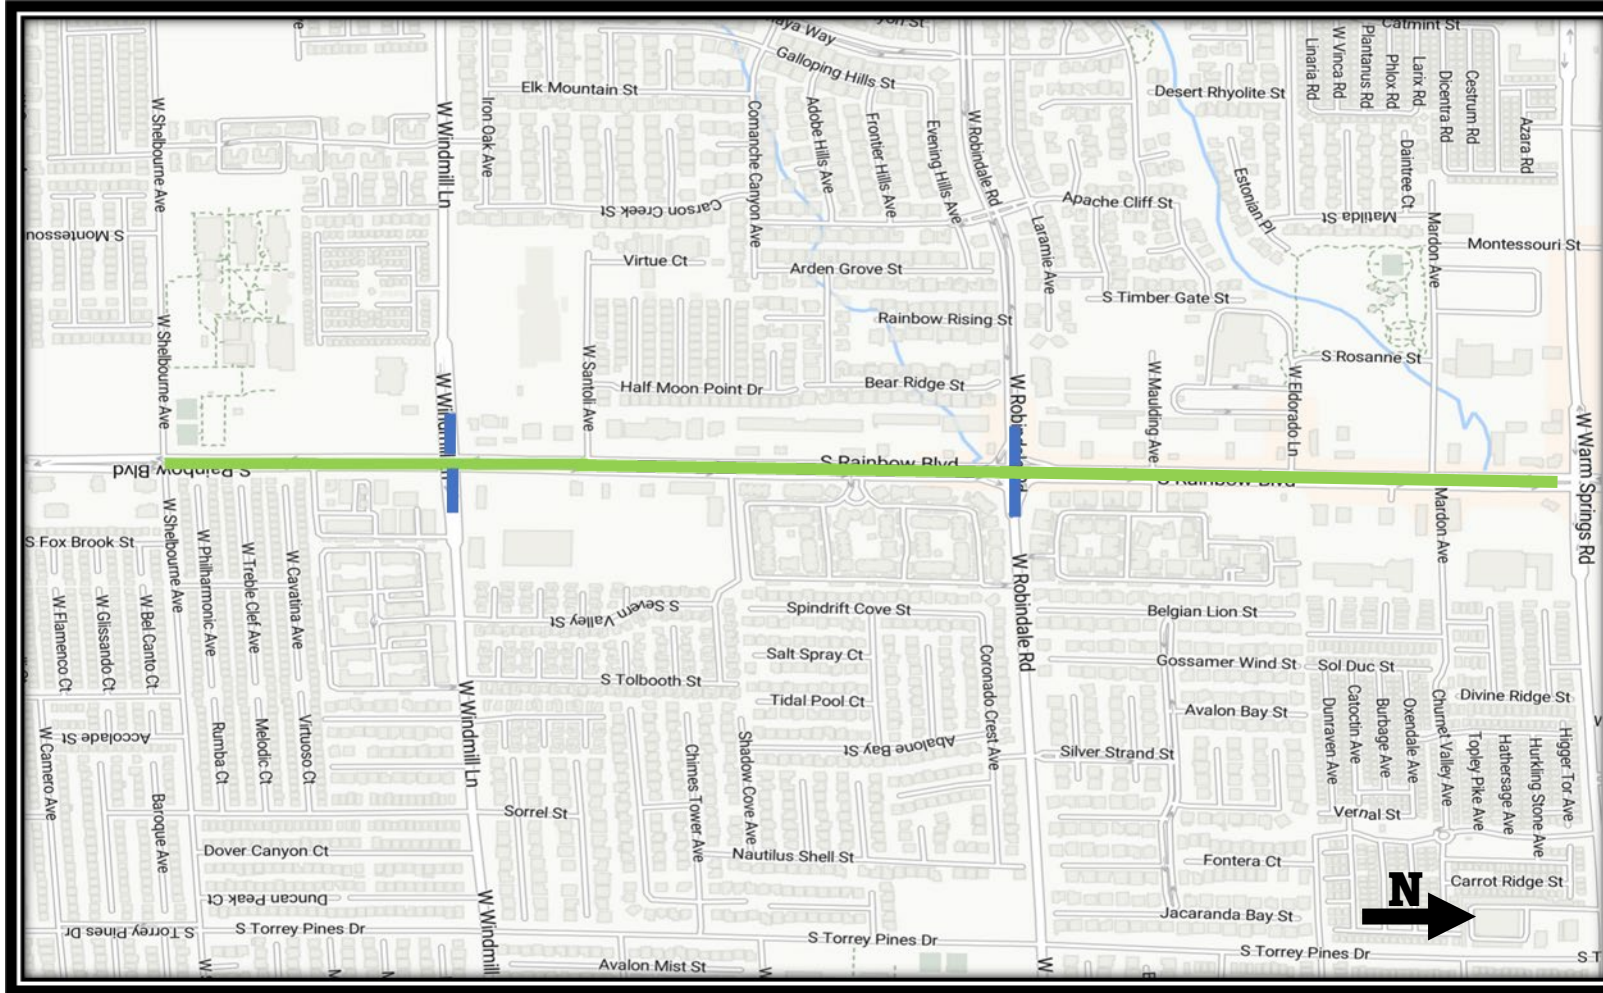 Catmint St
Galloping Hills St
Elk Mountain St
Desert Rhyolite St
Linaria Rd
W Vinca Rd
Plantanus Rd
Phlox Rd
Larix Rd
Dicentra Rd
Cestrum Rd
Azara Rd
W Shelbourne Ave
W Windmill Ln
Iron Oak Ave
Comanche Canyon Ave
Adobe Hills Ave
Frontier Hills Ave
Evening Hills Ave
W Robindale Rd
Daintree Ct
Estonian Pl
Carson Creek St
Apache Cliff St
Matilda St
Mardon Ave
Laramie Ave
Montessouri St
Virtue Ct
Arden Grove St
S Timber Gate St
W Shelbourne Ave
Rainbow Rising St
W Santoli Ave
S Rosanne St
Half Moon Point Dr
Bear Ridge St
W Maulding Ave
W Eldorado Ln
W Warm Springs Rd
S Rainbow Blvd
S Rainbow Blvd
S Rainbow Blvd
S Fox Brook St
W Shelbourne Ave
W Philharmonic Ave
W Treble Clef Ave
W Cavatina Ave
Mardon Ave
W Robindale Rd
W Flamenco Ct
W Glissando Ct
W Bel Canto Ct
S Severn Valley St
Spindrift Cove St
Belgian Lion St
Salt Spray Ct
Gossamer Wind St
Sol Duc St
S Tolbooth St
Tidal Pool Ct
Coronado Crest Ave
Avalon Bay St
Divine Ridge St
W Camero Ave
Accolade St
Rumba Ct
Melodic Ct
Virtuoso Ct
W Windmill Ln
Abalone Bay St
Silver Strand St
Dunraven Ave
Catoctin Ave
Burbage Ave
Oxendale Ave
Churnet Valley Ave
Topley Pike Ave
Hathersage Ave
Hurkling Stone Ave
Higger Tor Ave
Baroque Ave
Sorrel St
Chimes Tower Ave
Shadow Cove Ave
Vernal St
Dover Canyon Ct
Nautilus Shell St
Fontera Ct
Carrot Ridge St
Duncan Peak Ct
W Windmill
Jacaranda Bay St
N
S Torrey Pines Dr
S Torrey Pines Dr
S Torrey Pines Dr
S Torrey Pines Dr
Avalon Mist St